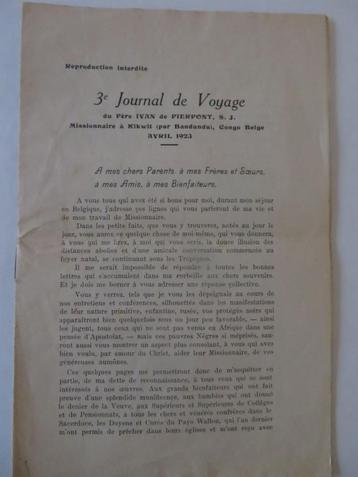 Reproduction interdite
3e Journal de Voyage
du Père IVAN de PIERPONT, S. J.
Missionnaire à Kikwit (par Bandundu), Congo Belge
AVRIL 1923
A mes chers Parents, à mes Frères et Sœurs,
à mes Amis, à mes Bienfaiteurs,
A vous tous qui avez été si bons pour moi, durant mon séjour
en Belgique, j'adresse ces lignes qui vous parleront de ma vie et
de mon travail de Missionnaire.
Dans les petits faits, que vous y trouverez, notés au jour le
jour, vous aurez quelque chose de moi-même, qui vous donnera,
à vous qui me lirez, à moi qui vous écris, la douce illusion des
distances abolies et d'une amicale conversation commencée au
foyer natal, se continuant sous les Tropiques.
Il me serait impossible de répondre à toutes les bonnes
lettres qui s'accumulent dans ma corbeille aux chers souvenirs.
Et je dois me borner à vous adresser une réponse collective.
Vous y verrez, tels que je vous les dépeignais au cours de
nos entretiens et conférences, silhouettés dans les manifestations
de leur nature primitive, enfantine, rusée, vos protégés noirs qui
apparaîtront bien quelquefois sous un jour peu favorable, — ainsi
les jugent, tous ceux qui ne sont pas venus en Afrique dans une
pensée d'Apostolat, — mais ces pauvres Nègres si méprisés, sau-
ront aussi vous montrer un aspect plus consolant, à vous qui avez
bien voulu, par amour du Christ, aider leur Missionnaire, de vos
généreuses aumônes.
Ces quelques pages me permettront donc de m'acquitter en
partie, de ma dette de reconnaissance, à tous ceux qui se sont
intéressés à nos œuvres. Aux grands bienfaiteurs qui ont fait
preuve d'une splendide munificence, aux humbles qui ont donné
le denier de la Veuve, aux Supérieurs et Supérieures de Collèges
et de Pensionnats, à tous les chers et vénérés confrères dans le
Sacerdoce, les Doyens et Curés du Pays Wallon, qui l'an dernier
m'ont permis de prêcher dans leurs églises et m'ont reçu avec